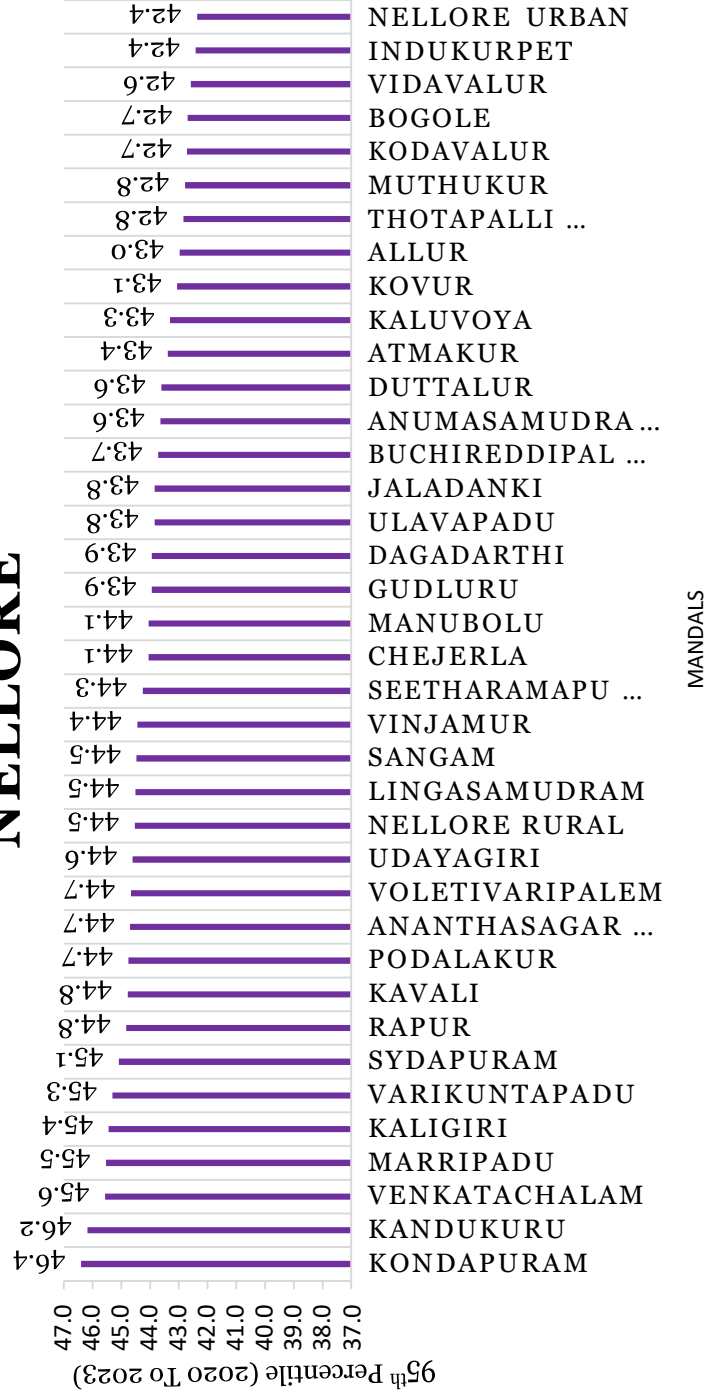 NELLORE
42.4 NELLORE URBAN
42.4 INDUKURPET
42.6 VIDAVALUR
42.7 BOGOLE
42.7 KODAVALUR
42.8 MUTHUKUR
42.8 THOTAPALLI ...
43.0 ALLUR
43.1 KOVUR
43.3 KALUVOYA
43.4 ATMAKUR
43.6 DUTTALUR
43.6 ANUMASAMUDRA...
43.7 BUCHIREDDIPAL ...
43.8 JALADANKI
43.8 ULAVAPADU
43.9 DAGADARTHI
43.9 GUDLURU
44.1 MANUBOLU
44.1 CHEJERLA
44.3 SEETHARAMAPU ...
44.4 VINJAMUR
44.5 SANGAM
44.5 LINGASAMUDRAM
44.5 NELLORE RURAL
44.6 UDAYAGIRI
44.7 VOLETIVARIPALEM
44.7 ANANTHASAGAR ...
44.7 PODALAKUR
44.8 KAVALI
44.8 RAPUR
45.1 SYDAPURAM
45.3 VARIKUNTAPADU
45.4 KALIGIRI
45.5 MARRIPADU
45.6 VENKATACHALAM
46.2 KANDUKURU
46.4 KONDAPURAM
47.0 46.0 45.0 44.0 43.0 42.0 41.0 40.0 39.0 38.0 37.0
95th Percentile (2020 To 2023)
MANDALS